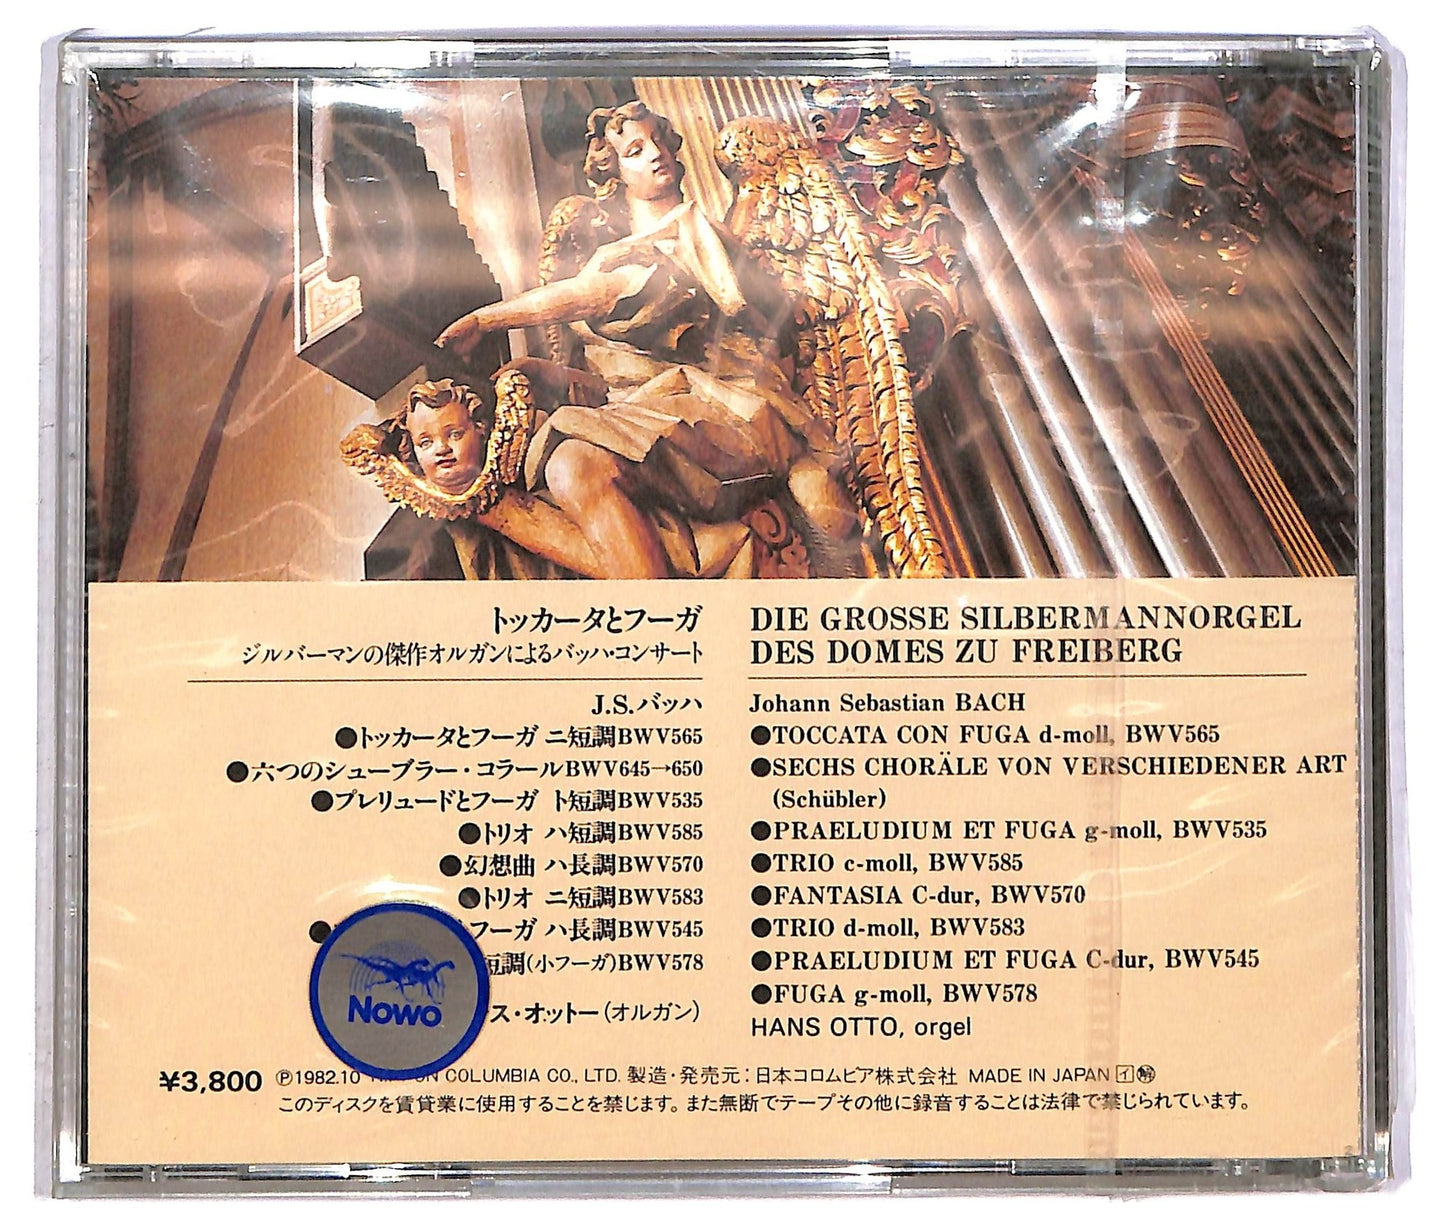 トッカータとフーガ
ジルバーマンの傑作オルガンによるバッハ・コンサート
J.S.バッハ
●トッカータとフーガ ニ短調BWV565
●六つのシューブラー・コラールBWV645→650
●プレリュードとフーガ ト短調BWV535
●トリオ ハ短調BWV585
●幻想曲 ハ長調BWV570
●トリオ ニ短調BWV583
●フーガ ハ長調BWV545
短調(小フーガ)BWV578
ス・オットー(オルガン)
DIE GROSSE SILBERMANNORGEL
DES DOMES ZU FREIBERG
Johann Sebastian BACH
●TOCCATA CON FUGA d-moll, BWV565
●SECHS CHORÄLE VON VERSCHIEDENER ART
(Schübler)
●PRAELUDIUM ET FUGA g-moll, BWV535
●TRIO c-moll, BWV585
●FANTASIA C-dur, BWV570
●TRIO d-moll, BWV583
●PRAELUDIUM ET FUGA C-dur, BWV545
●FUGA g-moll, BWV578
HANS OTTO, orgel
Nowo
¥3,800 Ⓟ1982.10 COLUMBIA CO., LTD. 製造・発売元:日本コロムビア株式会社 MADE IN JAPAN イ 解
このディスクを賃貸業に使用することを禁じます。また無断でテープその他に録音することは法律で禁じられています。